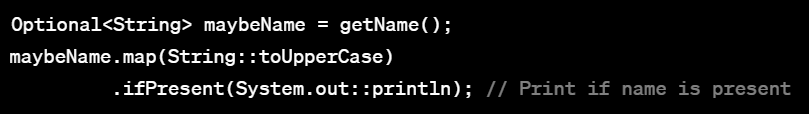 Optional<String> maybeName = getName();
maybeName.map(String::toUpperCase)
         .ifPresent(System.out::println); // Print if name is present